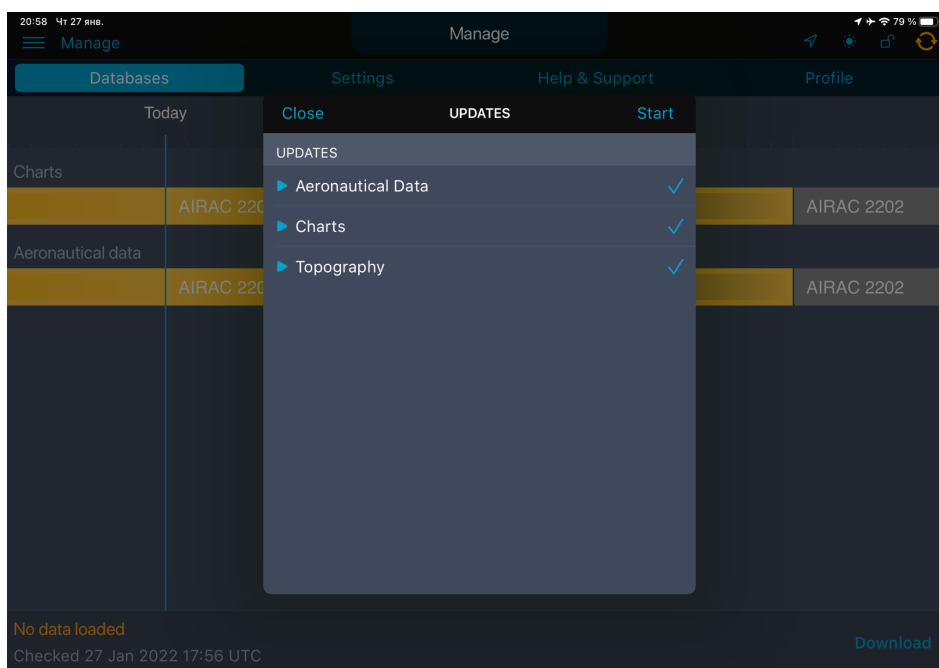 20:58 Чт 27 янв.
79 %
Manage
Manage
Databases
Settings
Help & Support
Profile
Today
Close
UPDATES
Start
UPDATES
Charts
Aeronautical Data
AIRAC 220
AIRAC 2202
Charts
Aeronautical data
Topography
AIRAC 220
AIRAC 2202
No data loaded
Checked 27 Jan 2022 17:56 UTC
Download